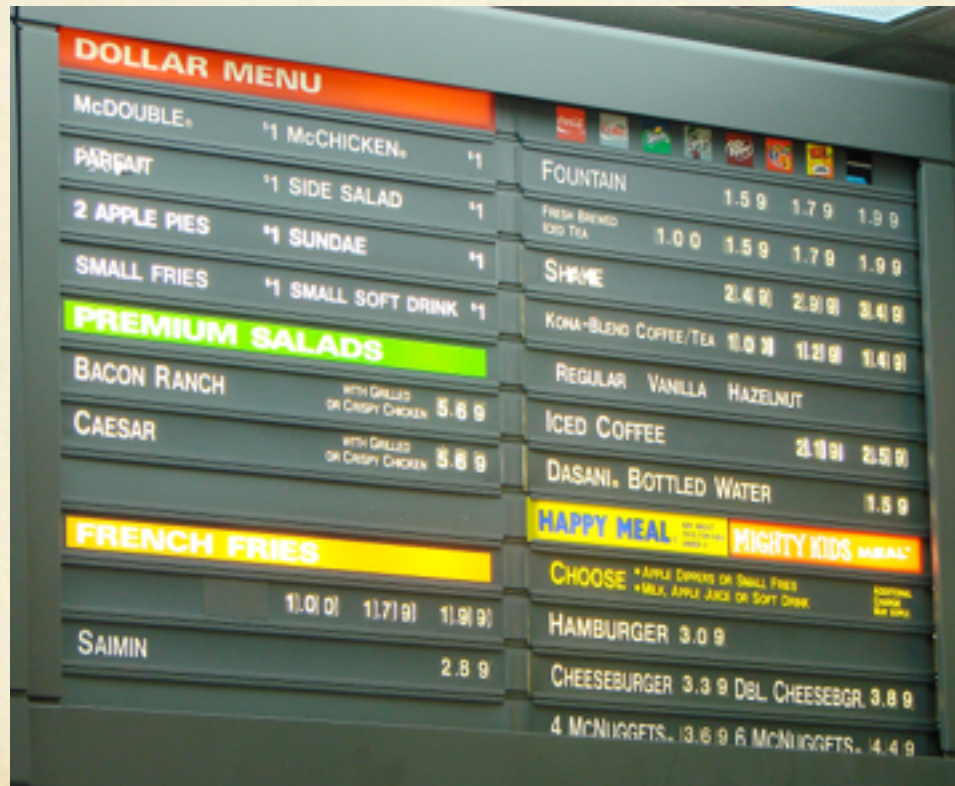 DOLLAR MENU
McDOUBLE® $1 McCHICKEN® $1
PARFAIT $1 SIDE SALAD $1
2 APPLE PIES $1 SUNDAE $1
SMALL FRIES $1 SMALL SOFT DRINK $1
PREMIUM SALADS
BACON RANCH WITH GRILLED OR CRISPY CHICKEN 5.69
CAESAR WITH GRILLED OR CRISPY CHICKEN 5.69
FRENCH FRIES
1.00 1.79 1.99
SAIMIN 2.89
FOUNTAIN 1.59 1.79 1.99
FRESH BREWED ICED TEA 1.00 1.59 1.79 1.99
SHAKE 2.49 2.99 3.49
KONA-BLEND COFFEE/TEA 1.29 1.49
REGULAR VANILLA HAZELNUT
ICED COFFEE 2.19 2.59
DASANI® BOTTLED WATER 1.59
HAPPY MEAL MIGHTY KIDS MEAL™
CHOOSE • APPLE DIPPERS OR SMALL FRIES
• MILK, APPLE JUICE OR SOFT DRINK
ADDITIONAL CHARGE MAY APPLY
HAMBURGER 3.09
CHEESEBURGER 3.39 DBL. CHEESEBGR. 3.89
4 McNUGGETS® 3.69 6 McNUGGETS® 4.49